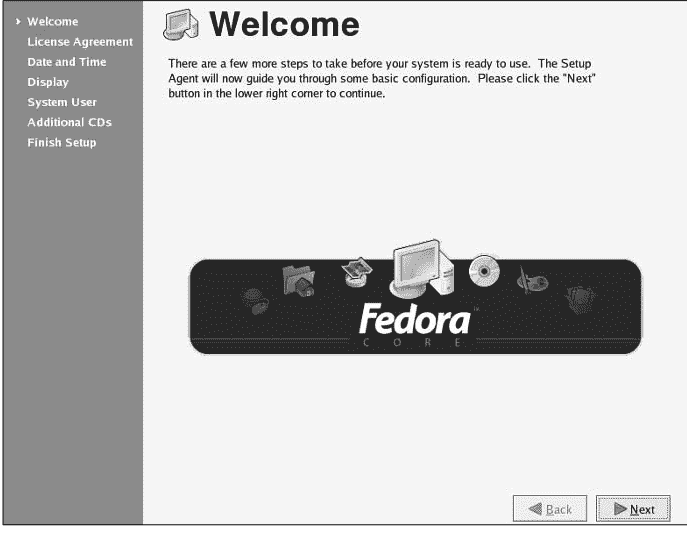 Welcome
License Agreement
Date and Time
Display
System User
Additional CDs
Finish Setup
Welcome
There are a few more steps to take before your system is ready to use. The Setup
Agent will now guide you through some basic configuration. Please click the "Next"
button in the lower right corner to continue.
Fedora™
CORE
Back
Next